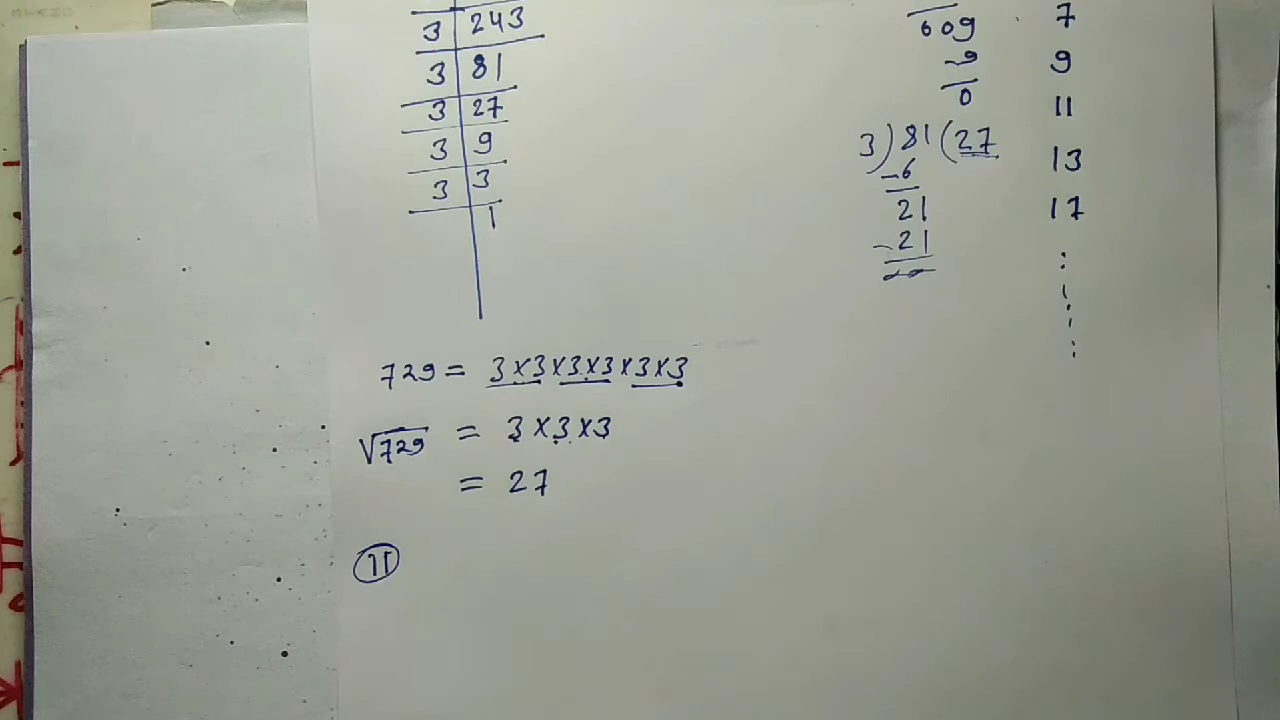 3 | 243
3 | 81
3 | 27
3 | 9
3 | 3
1
729 = 3×3×3×3×3×3
√729 = 3×3×3
= 27
II
609
-9
0
3)81(27
-6
21
-21
7
9
11
13
17